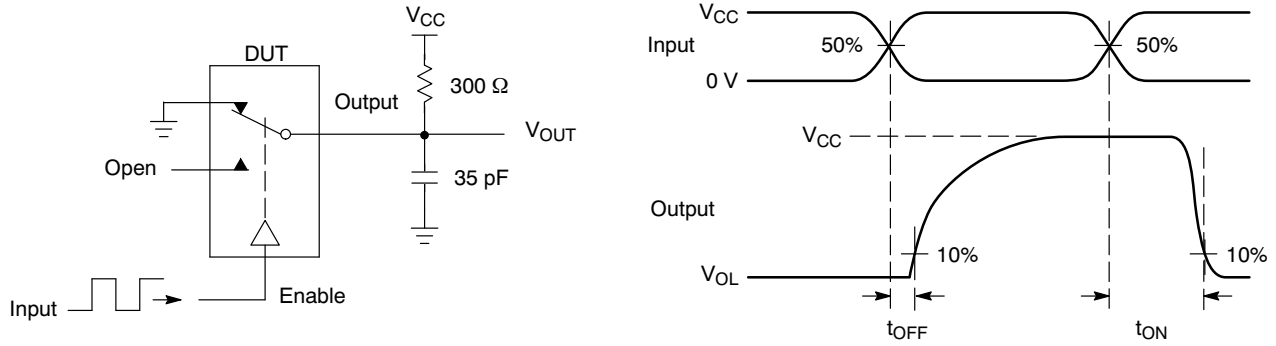 V_CC
DUT
Output
300 Ω
V_OUT
Open
35 pF
Input
Enable
V_CC
Input
50%
50%
0 V
V_CC
Output
10%
10%
V_OL
t_OFF
t_ON